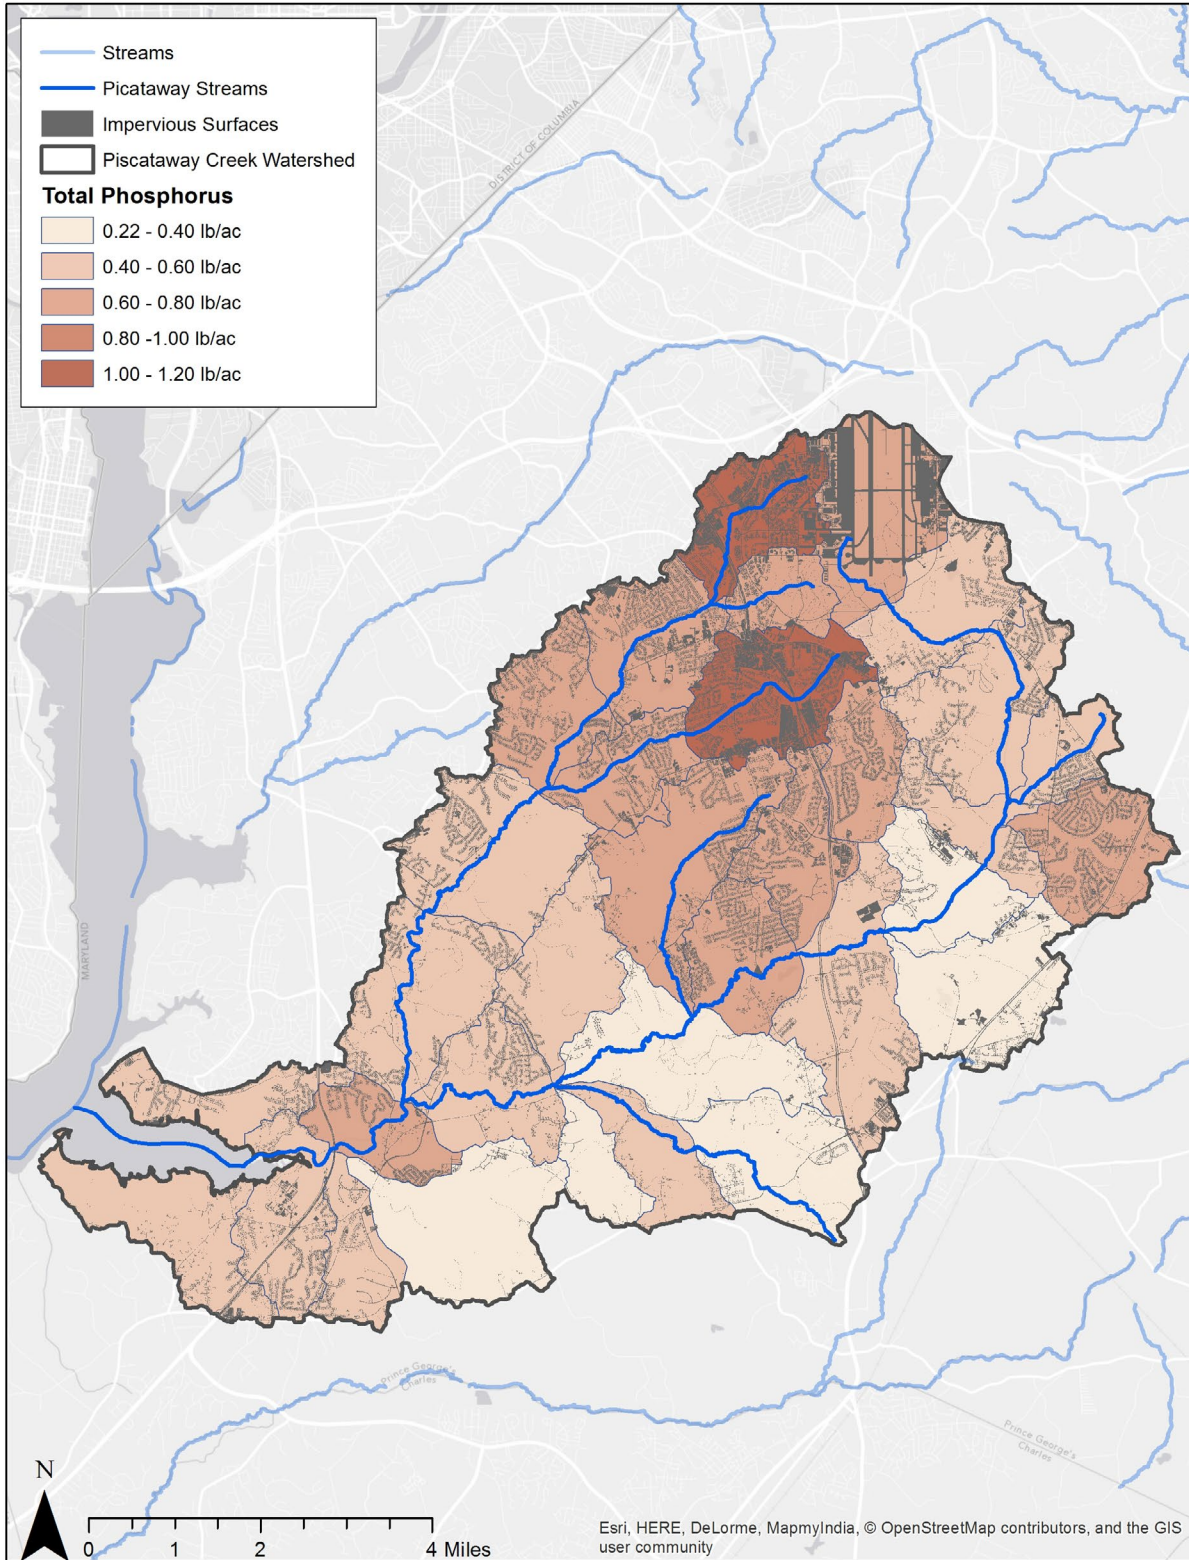 Streams
Picataway Streams
Impervious Surfaces
Piscataway Creek Watershed
Total Phosphorus
0.22 - 0.40 lb/ac
0.40 - 0.60 lb/ac
0.60 - 0.80 lb/ac
0.80 -1.00 lb/ac
1.00 - 1.20 lb/ac
DISTRICT OF COLUMBIA
MARYLAND
Prince George's
Charles
Prince George's
Charles
N
0 1 2 4 Miles
Esri, HERE, DeLorme, MapmyIndia, © OpenStreetMap contributors, and the GIS
user community